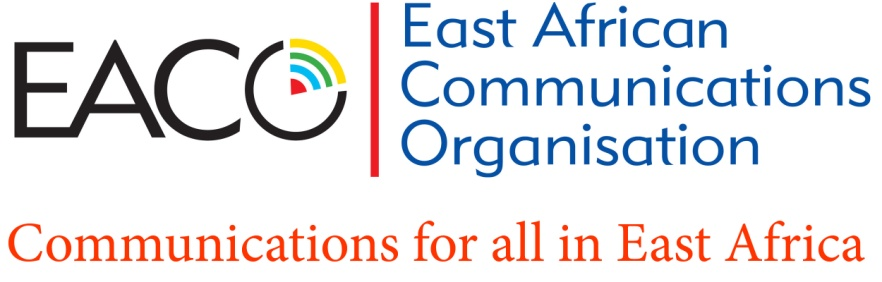 EACO
East African
Communications
Organisation
Communications for all in East Africa